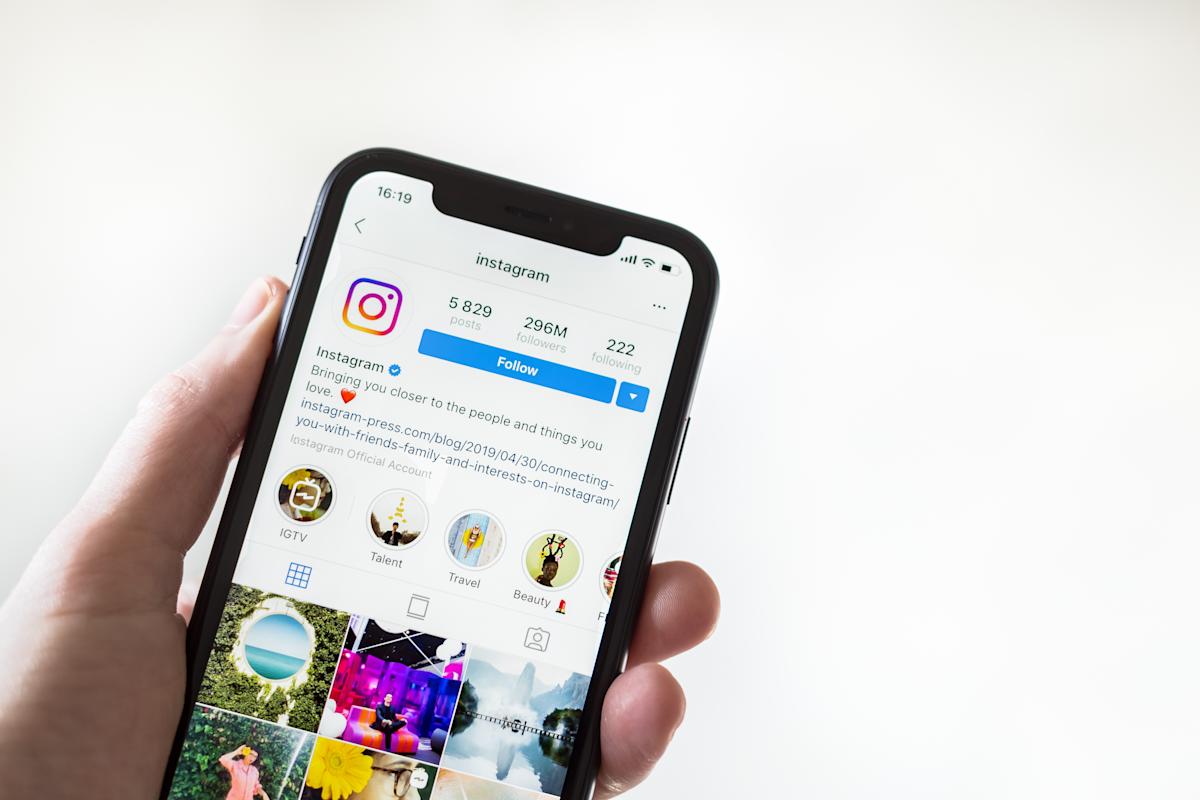 16:19
instagram
5 829 296M 222
posts followers following
Follow
Instagram
Bringing you closer to the people and things you
love. ❤️
instagram-press.com/blog/2019/04/30/connecting-
you-with-friends-family-and-interests-on-instagram/
Instagram Official Account
IGTV Talent Travel Beauty 💄 F